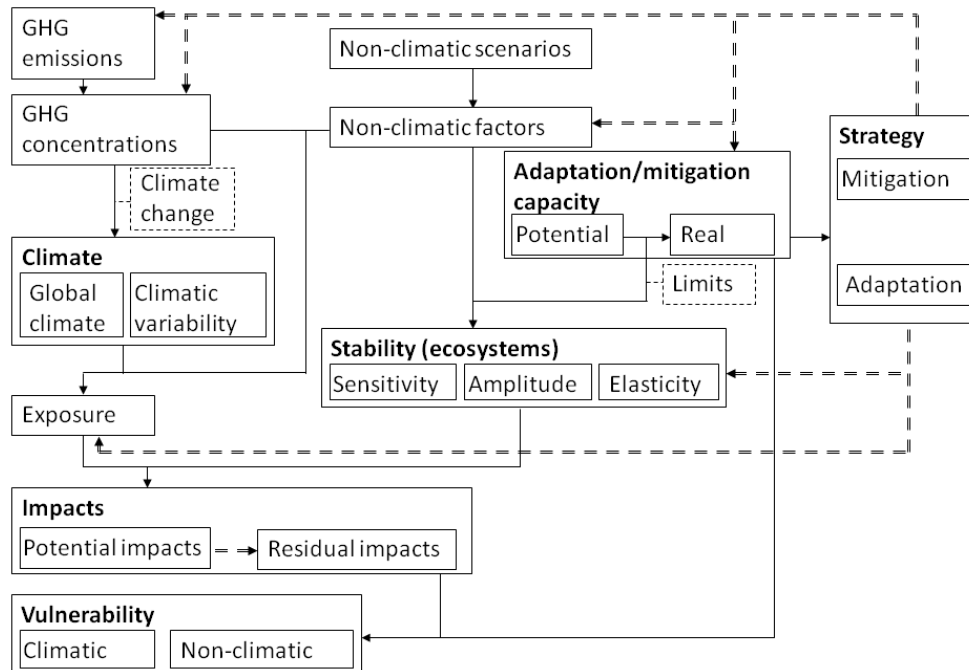 GHG
emissions
Non-climatic scenarios
GHG
concentrations
Non-climatic factors
Strategy
Mitigation
Adaptation
Adaptation/mitigation
capacity
Potential
Real
Climate
change
Limits
Climate
Global
climate
Climatic
variability
Stability (ecosystems)
Sensitivity
Amplitude
Elasticity
Exposure
Impacts
Potential impacts
Residual impacts
Vulnerability
Climatic
Non-climatic